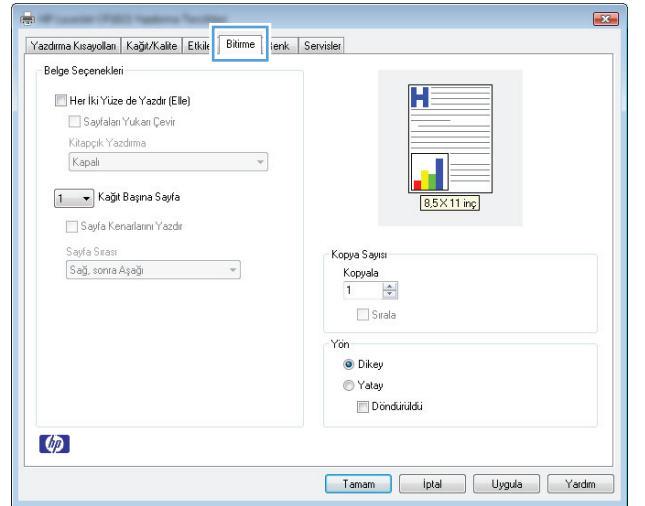 Yazdırma Kısayolları Kağıt/Kalite Bitirme Servisler
Belge Seçenekleri
Her İki Yüze de Yazdır (Elle)
Sayfaları Yukarı Çevir
Kitapçık Yazdırma
Kapalı
1 Kağıt Başına Sayfa
Sayfa Kenarlarını Yazdır
Sayfa Sırası
Sağ, sonra Aşağı
H
8,5 X 11 inç
Kopya Sayısı
Kopyala
1
Sırala
Yön
Dikey
Yatay
Döndürüldü
hp
Tamam İptal Uygula Yardım